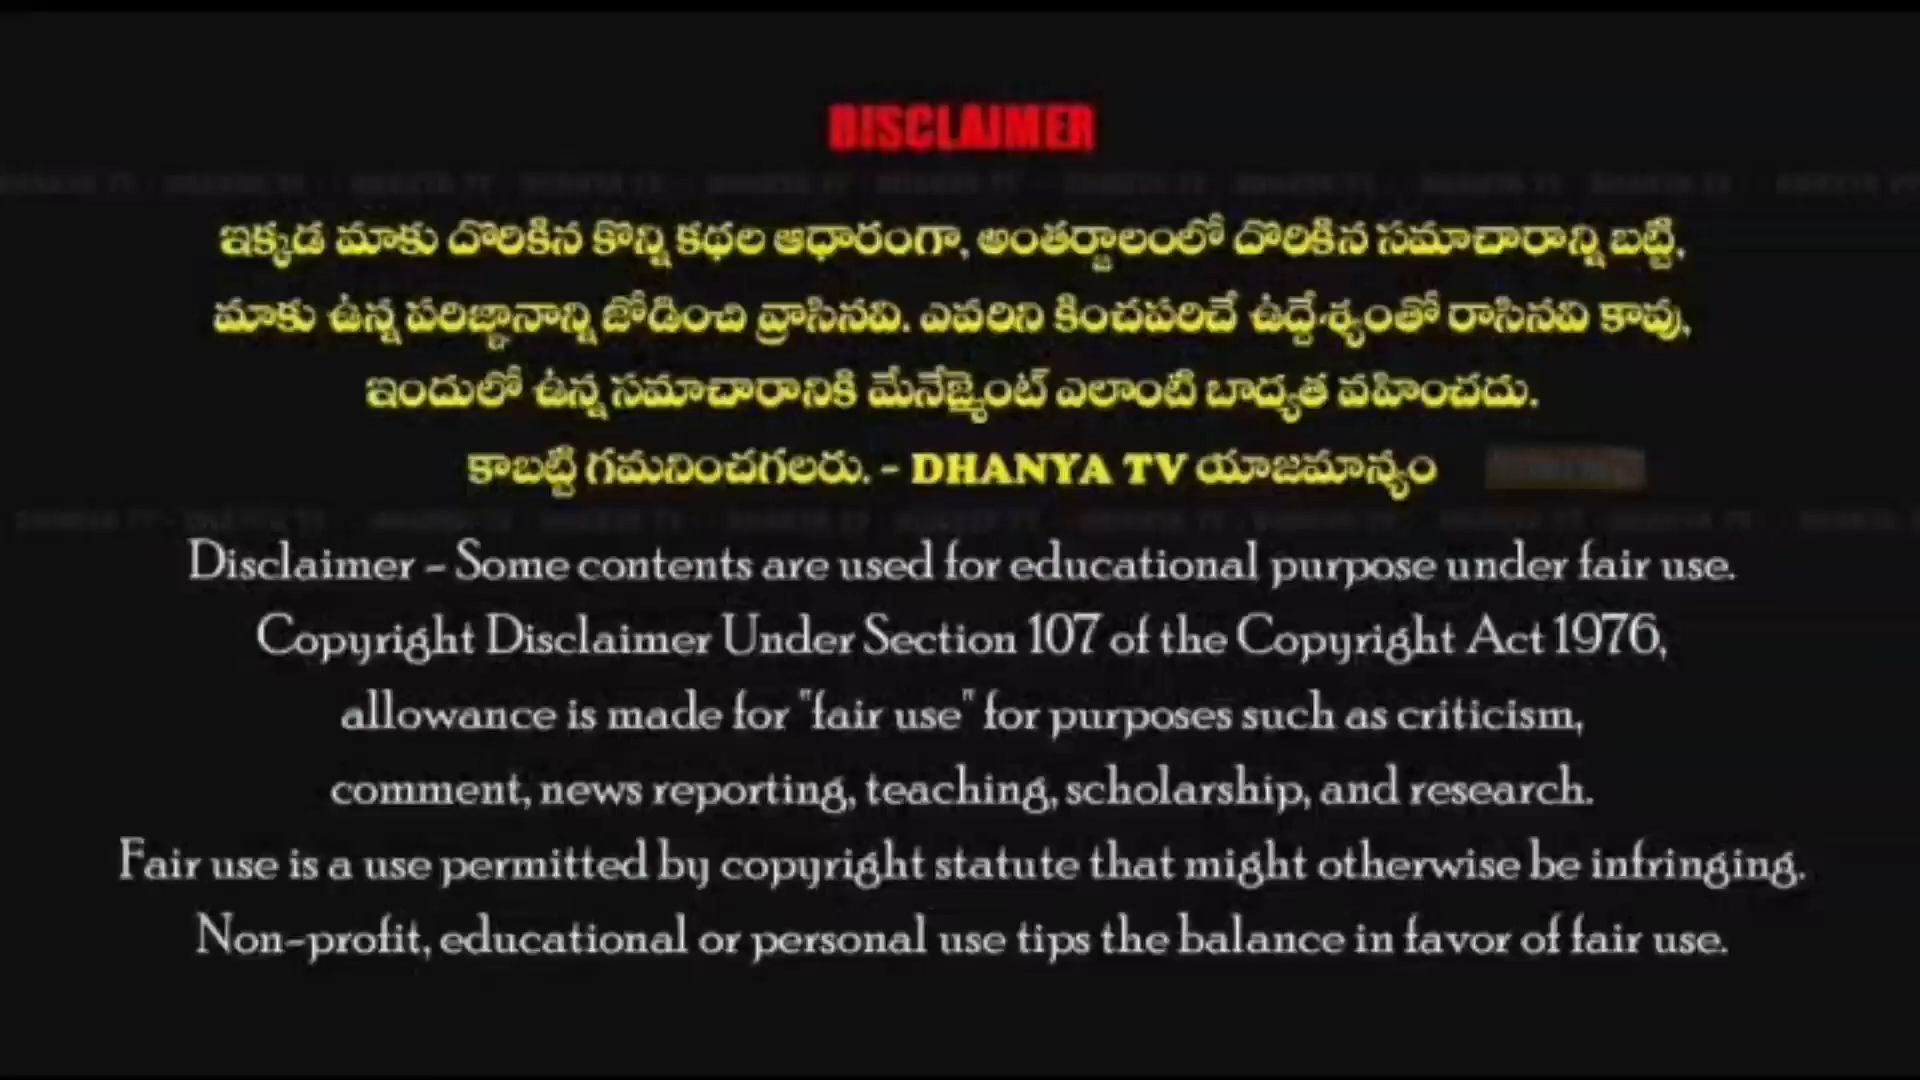 DISCLAIMER
ఇక్కడ మాకు దొరికిన కొన్ని కథల ఆధారంగా, అంతర్జాలంలో దొరికిన సమాచారాన్ని బట్టి,
మాకు ఉన్న పరిజ్ఞానాన్ని జోడించి వ్రాసినవి. ఎవరిని కించపరిచే ఉద్దేశ్యంతో రాసినవి కావు,
ఇందులో ఉన్న సమాచారానికి మేనేజ్మెంట్ ఎలాంటి బాద్యత వహించదు.
కాబట్టి గమనించగలరు. - DHANYA TV యాజమాన్యం
Disclaimer - Some contents are used for educational purpose under fair use.
Copyright Disclaimer Under Section 107 of the Copyright Act 1976,
allowance is made for "fair use" for purposes such as criticism,
comment, news reporting, teaching, scholarship, and research.
Fair use is a use permitted by copyright statute that might otherwise be infringing.
Non-profit, educational or personal use tips the balance in favor of fair use.